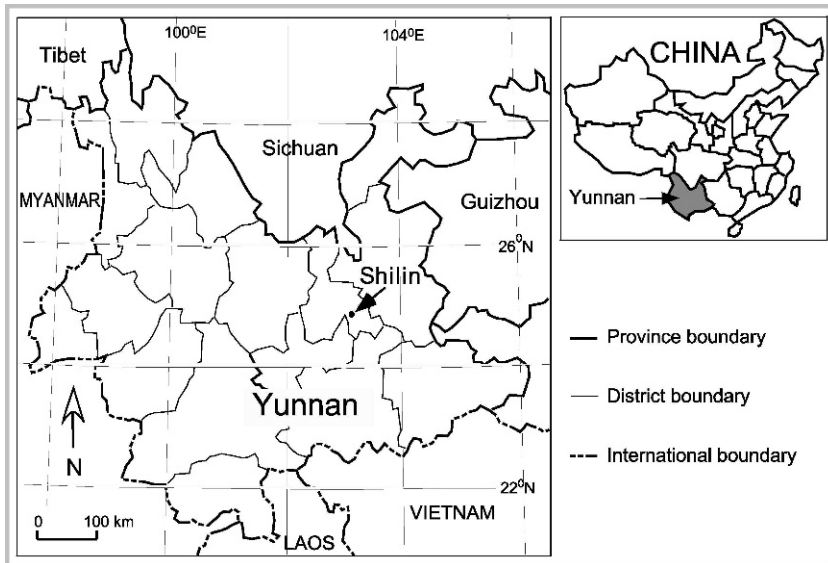 100⁰E
104⁰E
Tibet
Sichuan
MYANMAR
Guizhou
26⁰N
Shilin
Yunnan
N
22⁰N
0 100 km
VIETNAM
LAOS
CHINA
Yunnan
Province boundary
District boundary
International boundary